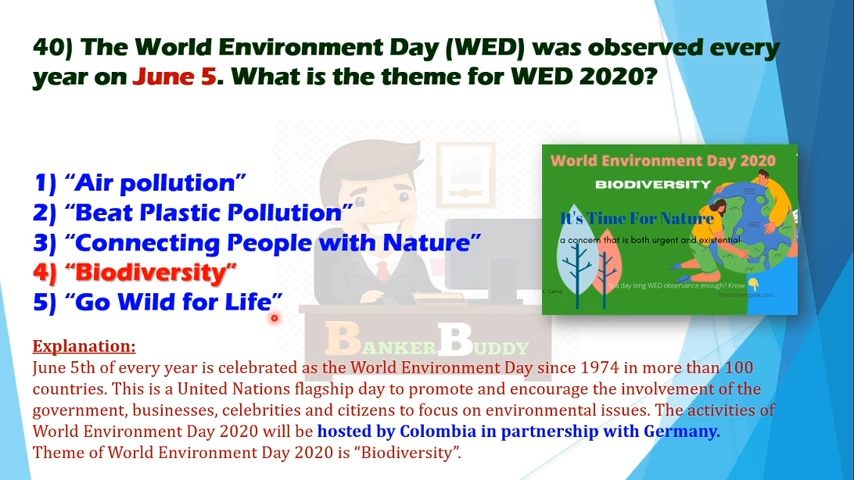 40) The World Environment Day (WED) was observed every
year on June 5. What is the theme for WED 2020?
1) “Air pollution”
2) “Beat Plastic Pollution”
3) “Connecting People with Nature”
4) “Biodiversity”
5) “Go Wild for Life”
World Environment Day 2020
BIODIVERSITY
It's Time For Nature
a concern that is both urgent and existential
a day long WED observance enough? Know
BANKER BUDDY
Explanation:
June 5th of every year is celebrated as the World Environment Day since 1974 in more than 100
countries. This is a United Nations flagship day to promote and encourage the involvement of the
government, businesses, celebrities and citizens to focus on environmental issues. The activities of
World Environment Day 2020 will be hosted by Colombia in partnership with Germany.
Theme of World Environment Day 2020 is “Biodiversity”.